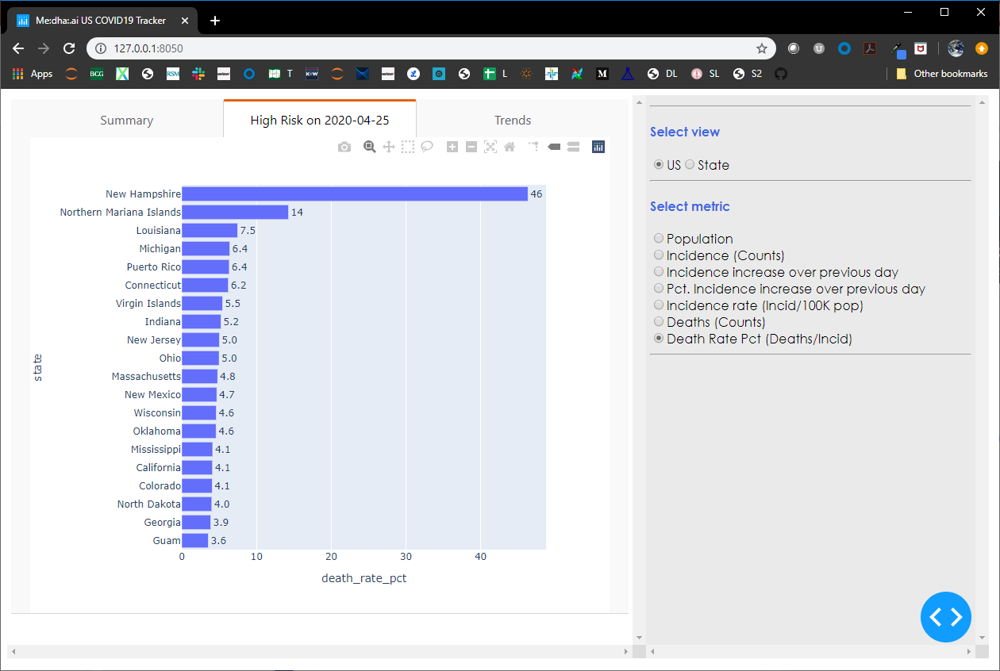 Me:dha:.ai US COVID19 Tracker
127.0.0.1:8050
Apps BCG RSM verizon T K&W verizon L M DL SL S2 Other bookmarks
Summary High Risk on 2020-04-25 Trends
New Hampshire 46
Northern Mariana Islands 14
Louisiana 7.5
Michigan 6.4
Puerto Rico 6.4
Connecticut 6.2
Virgin Islands 5.5
Indiana 5.2
New Jersey 5.0
Ohio 5.0
Massachusetts 4.8
New Mexico 4.7
Wisconsin 4.6
Oklahoma 4.6
Mississippi 4.1
California 4.1
Colorado 4.1
North Dakota 4.0
Georgia 3.9
Guam 3.6
state
0 10 20 30 40
death_rate_pct
Select view
US State
Select metric
Population
Incidence (Counts)
Incidence increase over previous day
Pct. Incidence increase over previous day
Incidence rate (Incid/100K pop)
Deaths (Counts)
Death Rate Pct (Deaths/Incid)